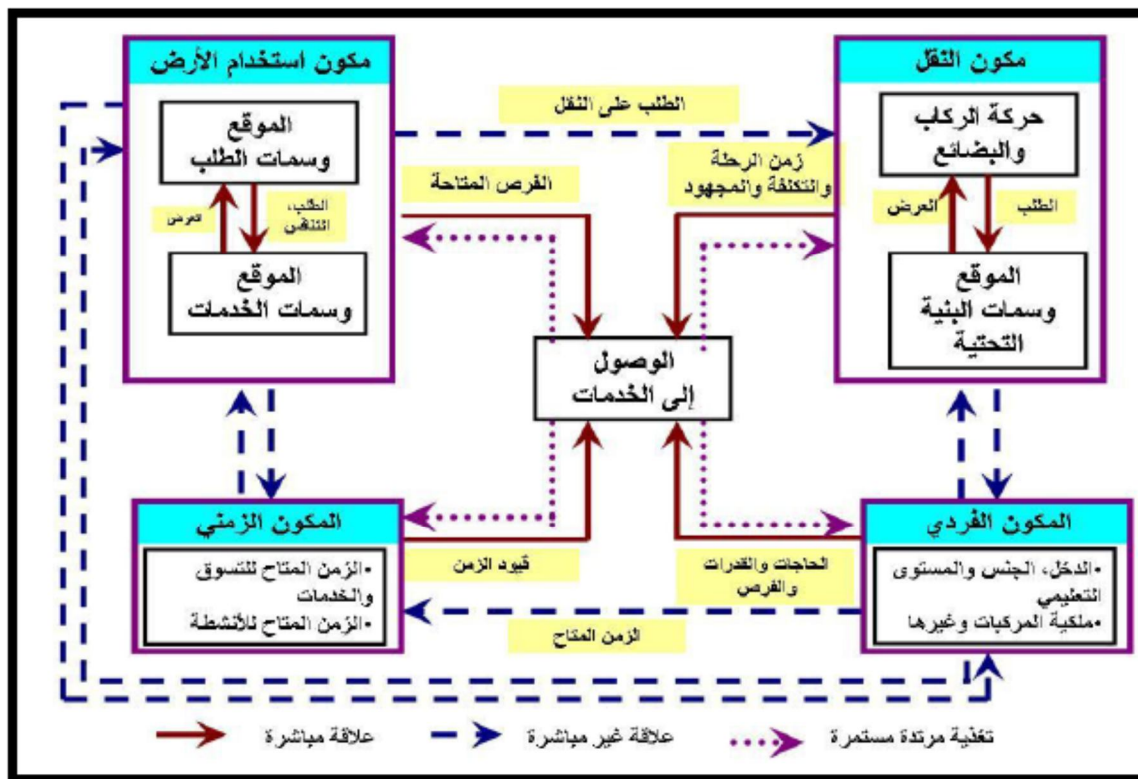 مكون النقل
حركة الركاب
والبضائع
الطلب
العرض
الموقع
وسمات البنية
التحتية
الطلب على النقل
زمن الرحلة
والتكلفة والمجهود
الفرص المتاحة
مكون استخدام الأرض
الموقع
وسمات الطلب
الطلب،
التنافس
العرض
الموقع
وسمات الخدمات
الوصول
إلى الخدمات
المكون الفردي
•الدخل، الجنس والمستوى
التعليمي
•ملكية المركبات وغيرها
الحاجات والقدرات
والفرص
قيود الزمن
الزمن المتاح
المكون الزمني
•الزمن المتاح للتسوق
والخدمات
•الزمن المتاح للأنشطة
تغذية مرتدة مستمرة
علاقة غير مباشرة
علاقة مباشرة